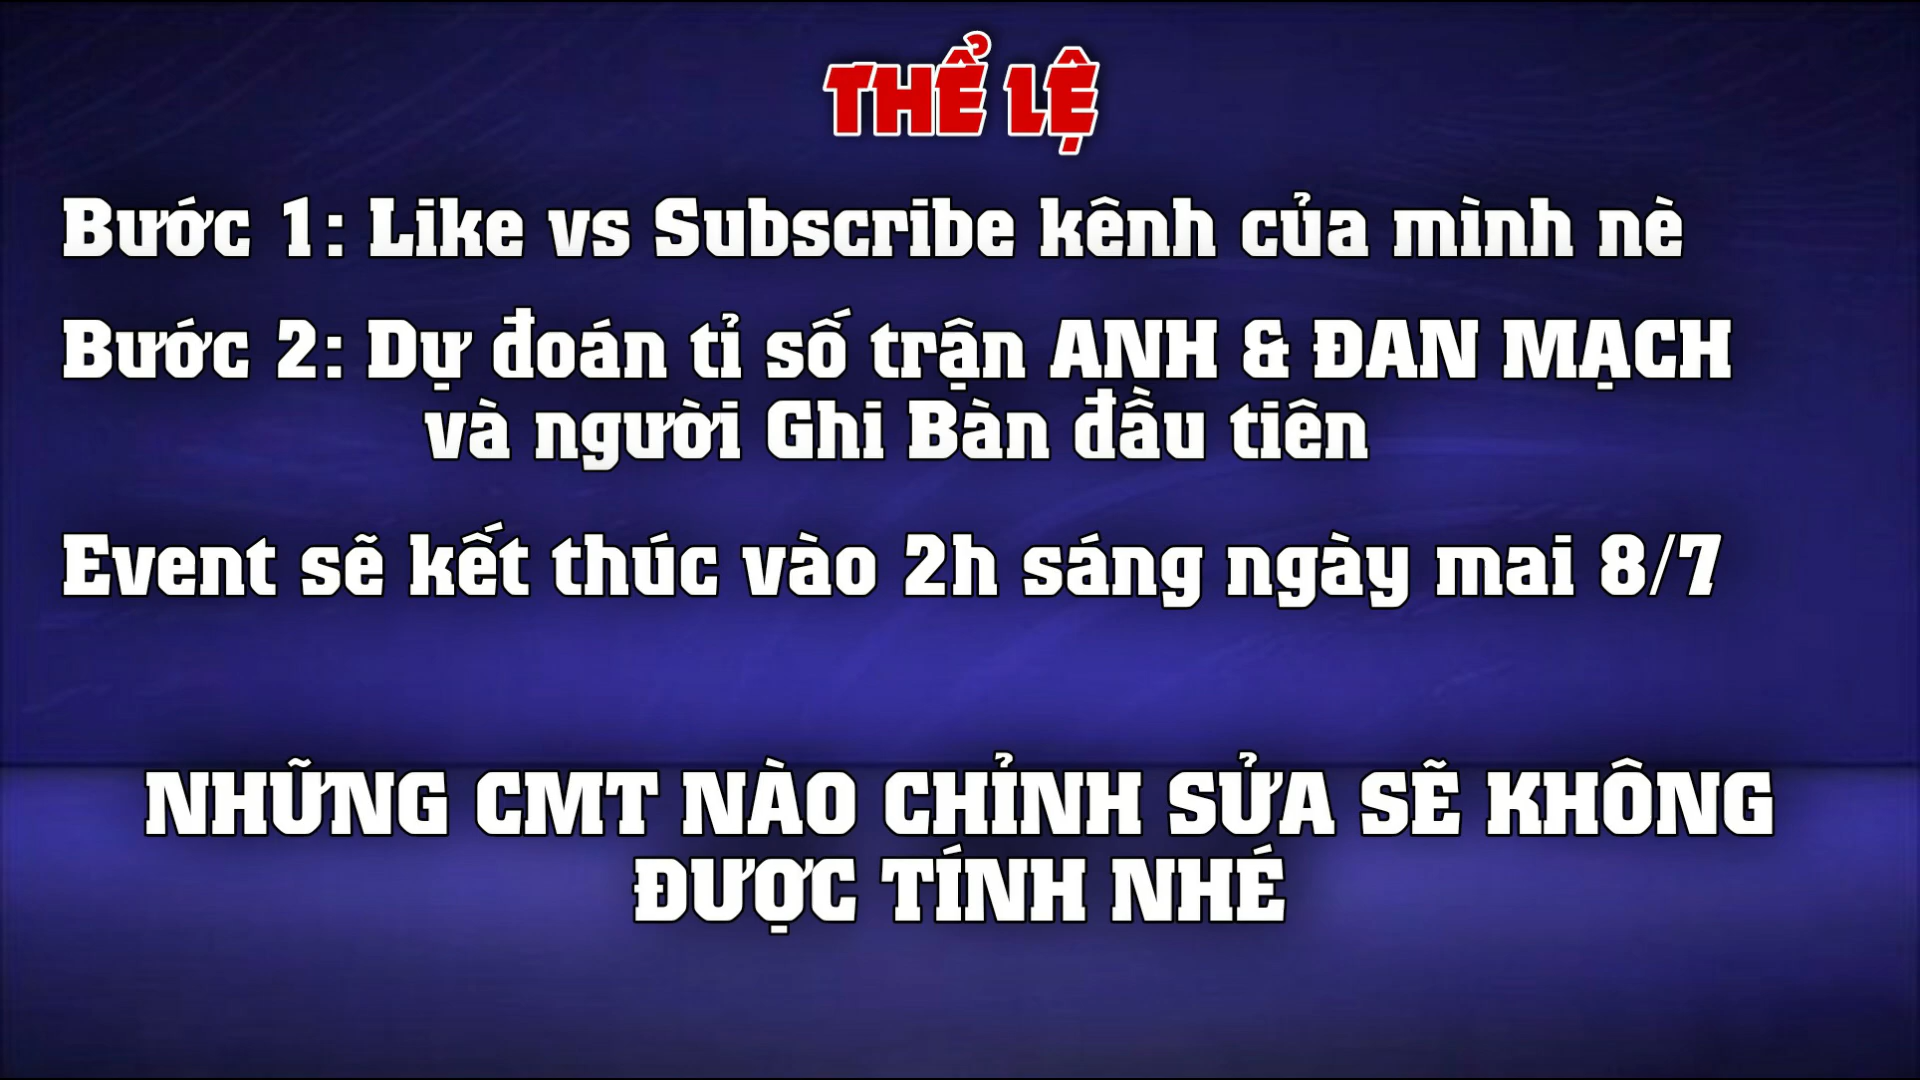 THỂ LỆ
Bước 1: Like vs Subscribe kênh của mình nè
Bước 2: Dự đoán tỉ số trận ANH & ĐAN MẠCH
và người Ghi Bàn đầu tiên
Event sẽ kết thúc vào 2h sáng ngày mai 8/7
NHỮNG CMT NÀO CHỈNH SỬA SẼ KHÔNG
ĐƯỢC TÍNH NHÉ